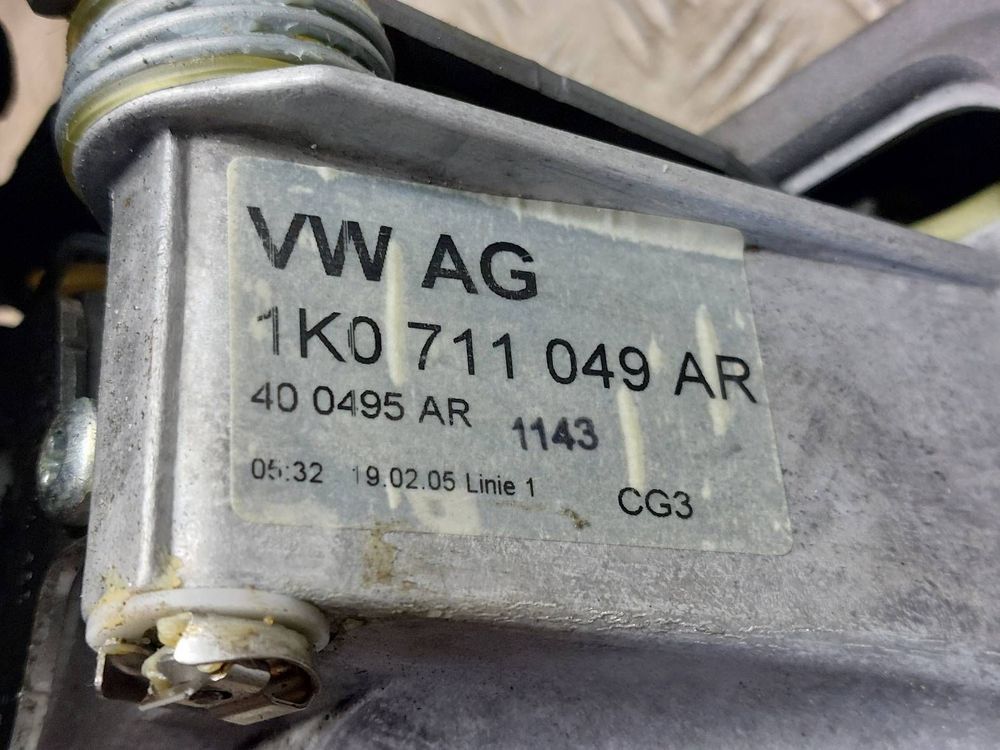 VW AG
1K0 711 049 AR
40 0495 AR 1143
05:32 19.02.05 Linie 1 CG3